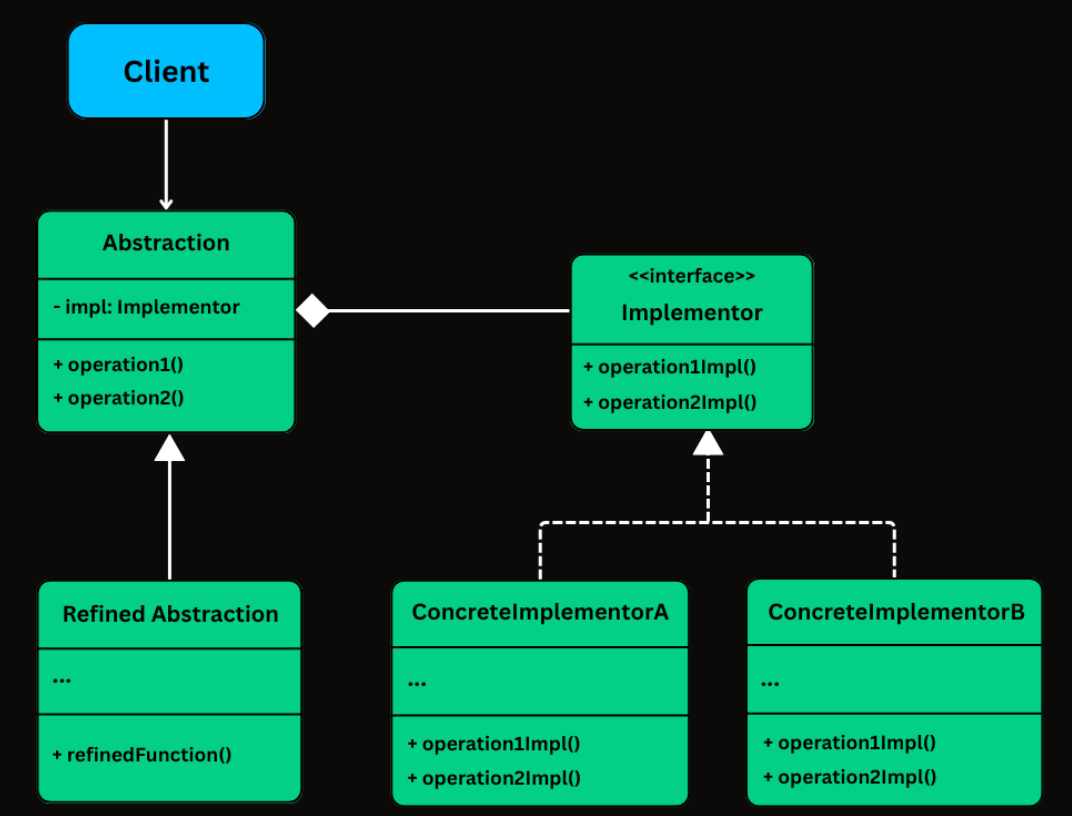 Client
Abstraction
- impl: Implementor
+ operation1()
+ operation2()
<<interface>>
Implementor
+ operation1Impl()
+ operation2Impl()
Refined Abstraction
...
+ refinedFunction()
ConcreteImplementorA
...
+ operation1Impl()
+ operation2Impl()
ConcreteImplementorB
...
+ operation1Impl()
+ operation2Impl()